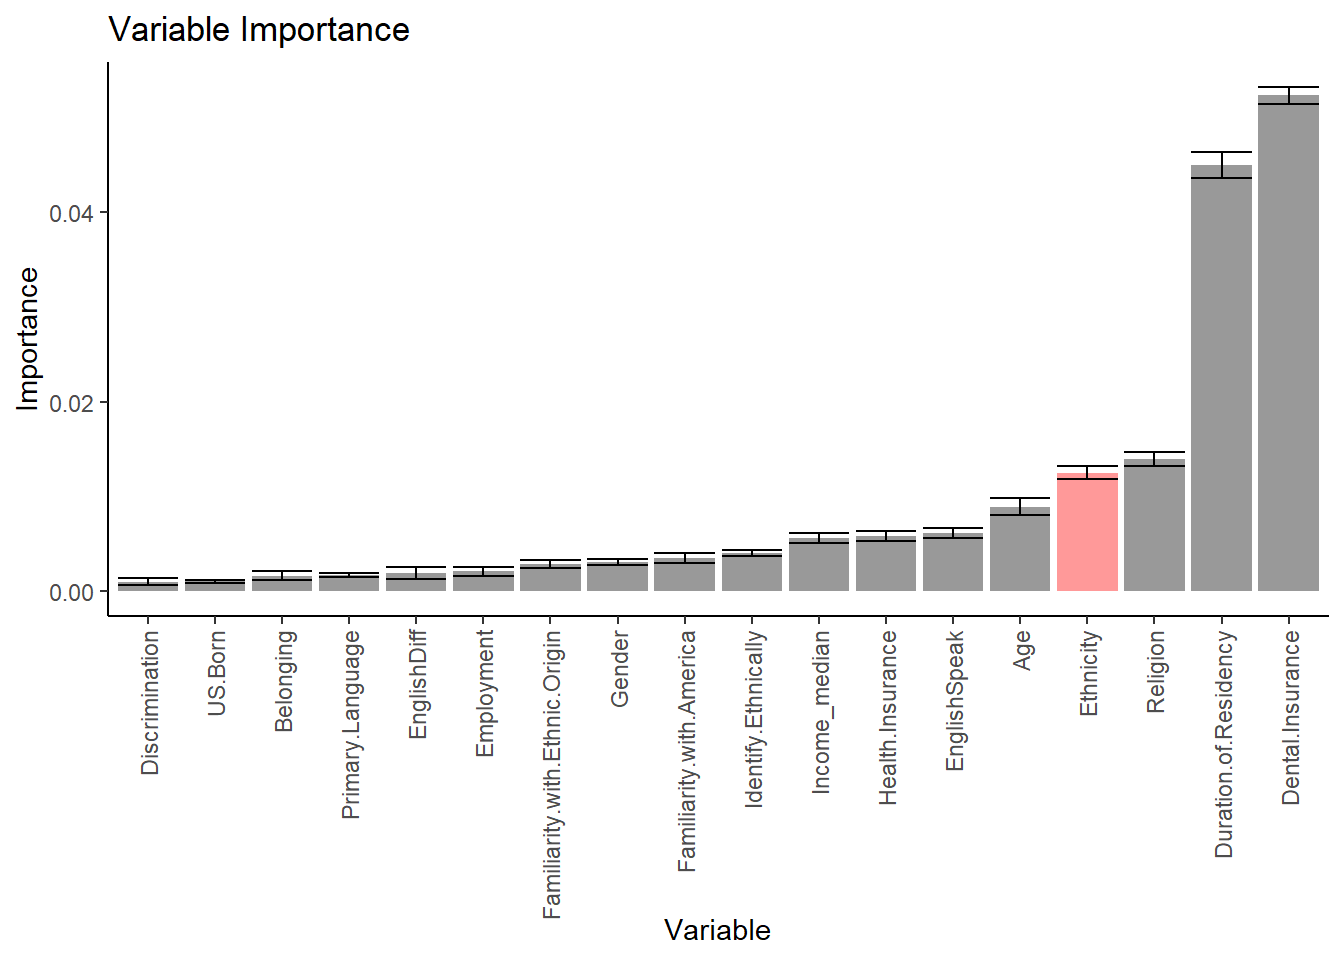 Variable Importance
Importance
0.04
0.02
0.00
Discrimination
US.Born
Belonging
Primary.Language
EnglishDiff
Employment
Familiarity.with.Ethnic.Origin
Gender
Familiarity.with.America
Identify.Ethnically
Income_median
Health.Insurance
EnglishSpeak
Age
Ethnicity
Religion
Duration.of.Residency
Dental.Insurance
Variable